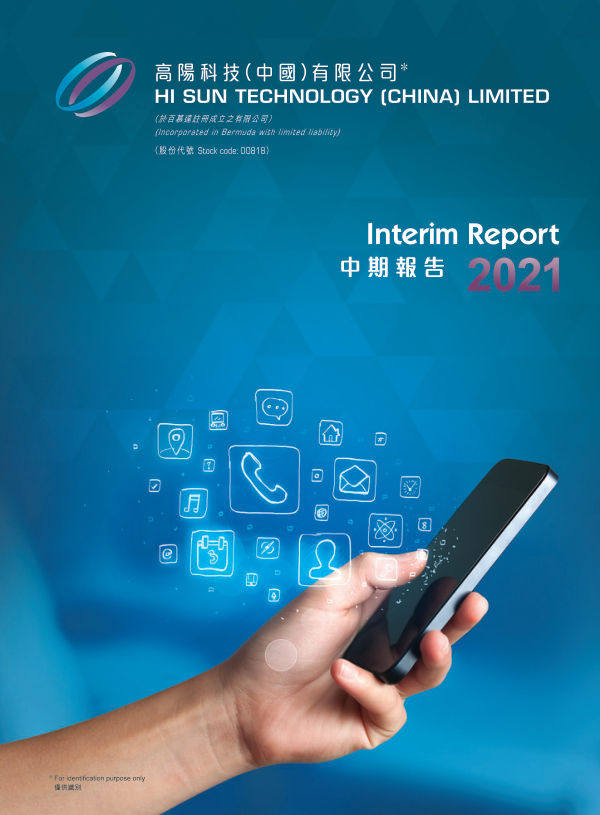 高陽科技(中國)有限公司*
HI SUN TECHNOLOGY (CHINA) LIMITED
(於百慕達註冊成立之有限公司)
(Incorporated in Bermuda with limited liability)
(股份代號 Stock code: 00818)
Interim Report
中期報告 2021
* For identification purpose only
僅供識別